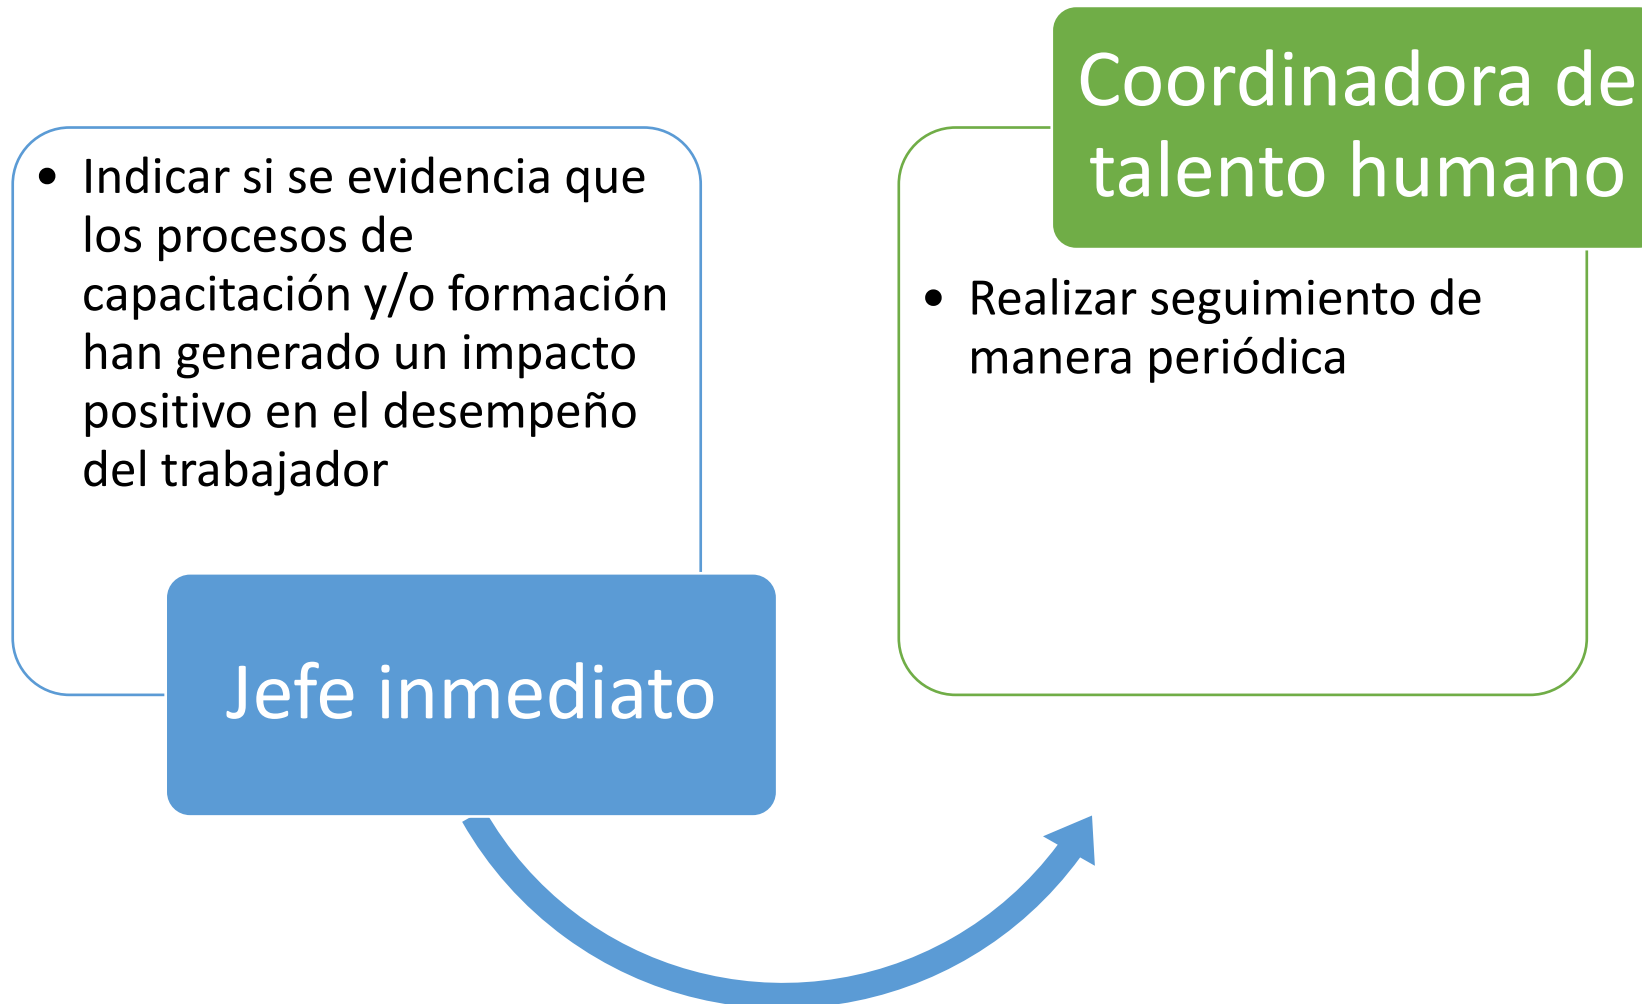 • Indicar si se evidencia que
los procesos de
capacitación y/o formación
han generado un impacto
positivo en el desempeño
del trabajador
Jefe inmediato
Coordinadora de
talento humano
• Realizar seguimiento de
manera periódica